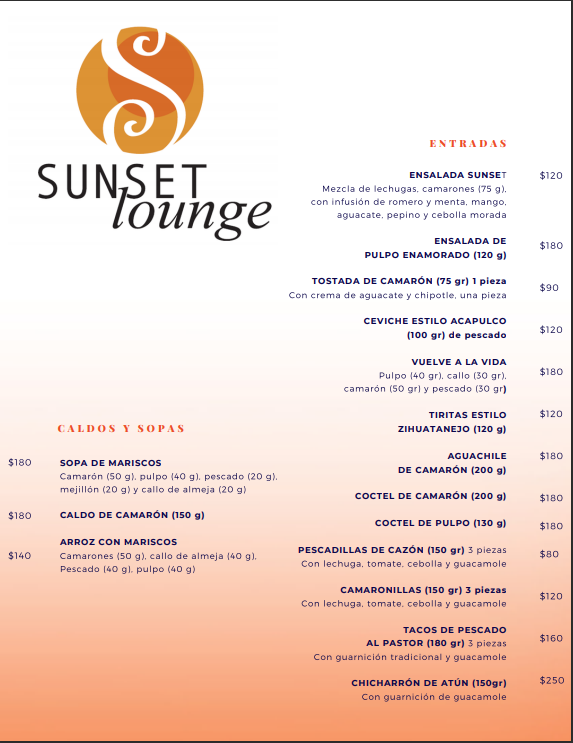 SUNSET
lounge
ENTRADAS
ENSALADA SUNSET $120
Mezcla de lechugas, camarones (75 g),
con infusión de romero y menta, mango,
aguacate, pepino y cebolla morada
ENSALADA DE
PULPO ENAMORADO (120 g) $180
TOSTADA DE CAMARÓN (75 gr) 1 pieza $90
Con crema de aguacate y chipotle, una pieza
CEVICHE ESTILO ACAPULCO
(100 gr) de pescado $120
VUELVE A LA VIDA
Pulpo (40 gr), callo (30 gr), $180
camarón (50 gr) y pescado (30 gr)
TIRITAS ESTILO $120
ZIHUATANEJO (120 g)
AGUACHILE $180
DE CAMARÓN (200 g)
COCTEL DE CAMARÓN (200 g) $180
COCTEL DE PULPO (130 g) $180
PESCADILLAS DE CAZÓN (150 gr) 3 piezas $80
Con lechuga, tomate, cebolla y guacamole
CAMARONILLAS (150 gr) 3 piezas $120
Con lechuga, tomate, cebolla y guacamole
TACOS DE PESCADO
AL PASTOR (180 gr) 3 piezas $160
Con guarnición tradicional y guacamole
CHICHARRÓN DE ATÚN (150gr) $250
Con guarnición de guacamole
CALDOS Y SOPAS
$180 SOPA DE MARISCOS
Camarón (50 g), pulpo (40 g), pescado (20 g),
mejillón (20 g) y callo de almeja (20 g)
$180 CALDO DE CAMARÓN (150 g)
ARROZ CON MARISCOS
$140 Camarones (50 g), callo de almeja (40 g),
Pescado (40 g), pulpo (40 g)